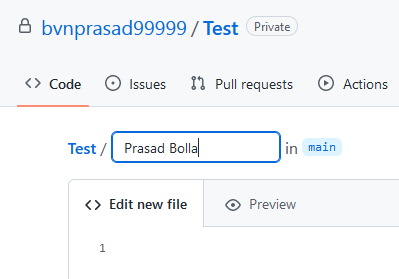 bvnprasad99999 / Test Private
Code Issues Pull requests Actions
Test / Prasad Bolla in main
Edit new file Preview
1